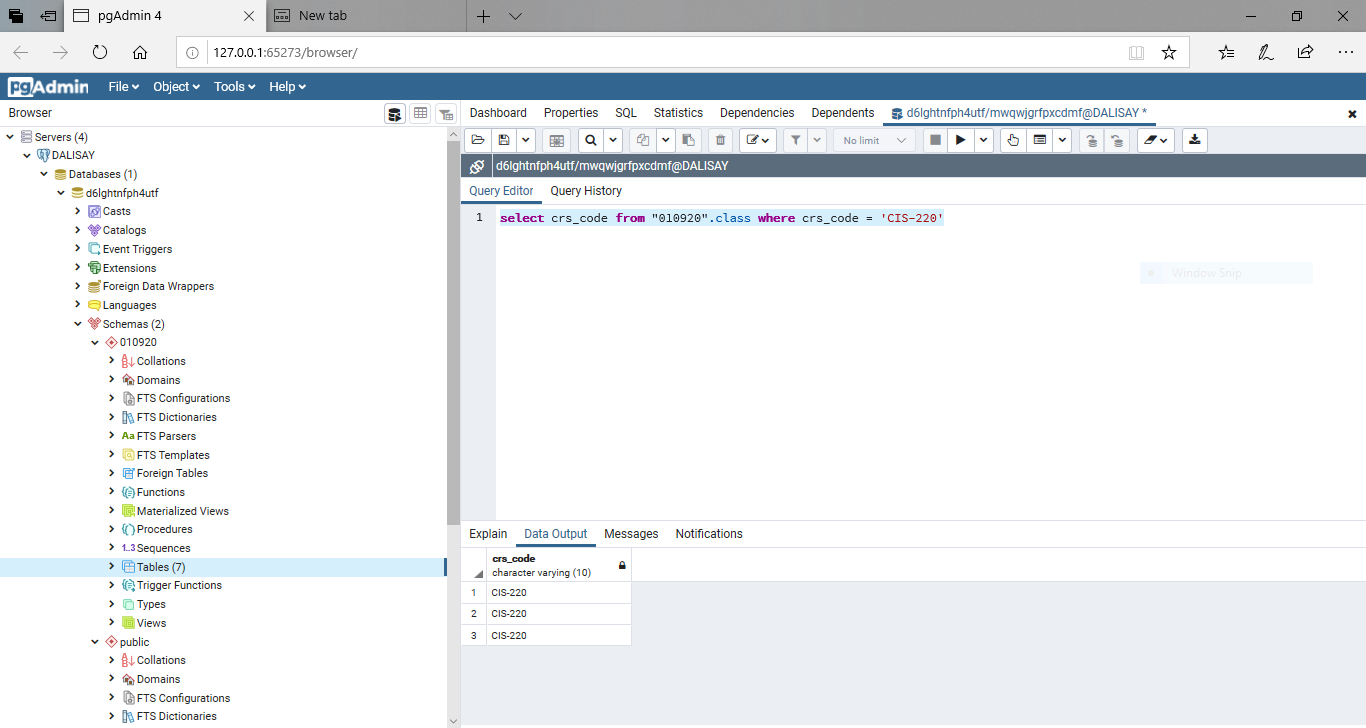 pgAdmin 4
New tab
127.0.0.1:65273/browser/
pgAdmin File Object Tools Help
Browser
Dashboard Properties SQL Statistics Dependencies Dependents d6lghtnfph4utf/mwqwjgrfpxcdmf@DALISAY *
No limit
d6lghtnfph4utf/mwqwjgrfpxcdmf@DALISAY
Query Editor Query History
1 select crs_code from "010920".class where crs_code = 'CIS-220'
Window Snip
Servers (4)
DALISAY
Databases (1)
d6lghtnfph4utf
Casts
Catalogs
Event Triggers
Extensions
Foreign Data Wrappers
Languages
Schemas (2)
010920
Collations
Domains
FTS Configurations
FTS Dictionaries
Aa FTS Parsers
FTS Templates
Foreign Tables
Functions
Materialized Views
Procedures
1..3 Sequences
Tables (7)
Trigger Functions
Types
Views
public
Collations
Domains
FTS Configurations
FTS Dictionaries
Explain Data Output Messages Notifications
crs_code
character varying (10)
1 CIS-220
2 CIS-220
3 CIS-220